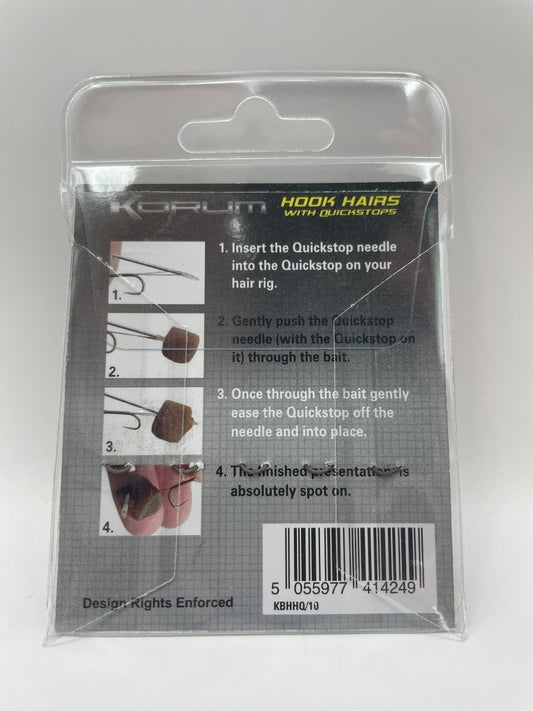 KORUM
HOOK HAIRS
WITH QUICKSTOPS
1.
1. Insert the Quickstop needle
into the Quickstop on your
hair rig.
2.
2. Gently push the Quickstop
needle (with the Quickstop on
it) through the bait.
3.
3. Once through the bait gently
ease the Quickstop off the
needle and into place.
4.
4. The finished presentation is
absolutely spot on.
5 055977 414249
Design Rights Enforced
KBHHQ/10